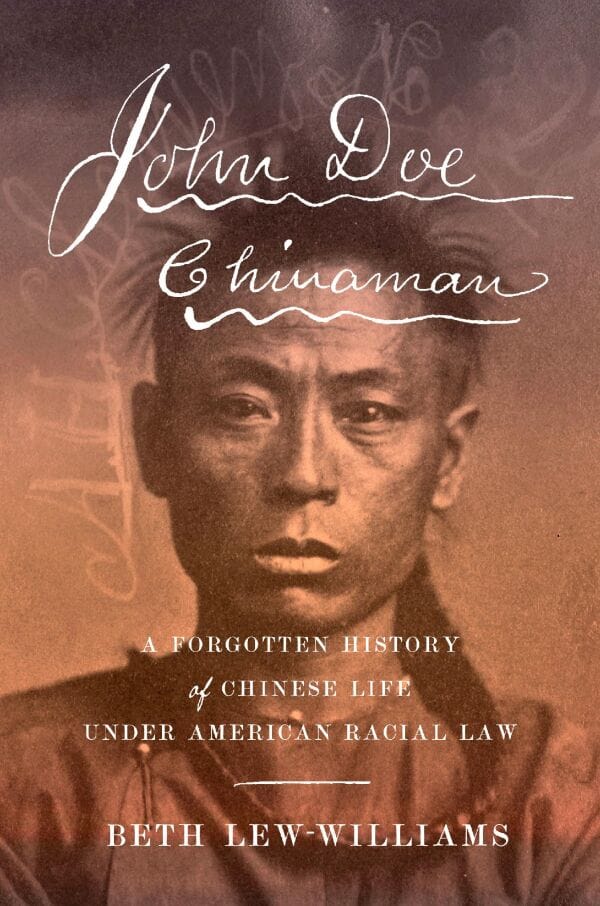 John Doe
Chinaman
A FORGOTTEN HISTORY
of CHINESE LIFE
UNDER AMERICAN RACIAL LAW
BETH LEW-WILLIAMS